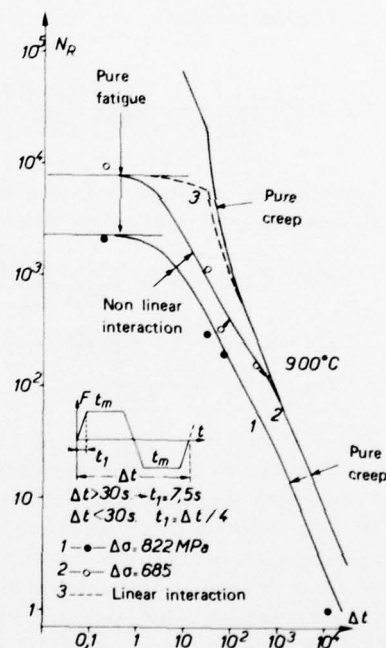 N_R
10⁵
Pure
fatigue
10⁴
3
Pure
creep
10⁻³
Non linear
interaction
900°C
10²
F t_m
t
t₁
Δt
1
2
Pure
creep
10
Δt>30s → t₁=7,5s
Δt<30s. t₁=Δt/4
1 Δσ=822 MPa
2 Δσ=685
3 Linear interaction
1
0,1 1 10 10² 10³ 10⁴ Δt